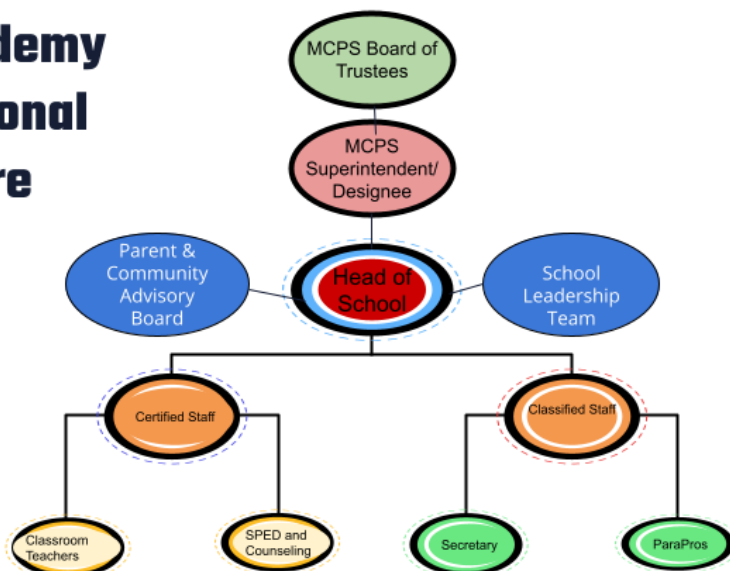 demy
onal
re
MCPS Board of
Trustees
MCPS
Superintendent/
Designee
Parent &
Community
Advisory
Board
Head of
School
School
Leadership
Team
Certified Staff
Classified Staff
Classroom
Teachers
SPED and
Counseling
Secretary
ParaPros